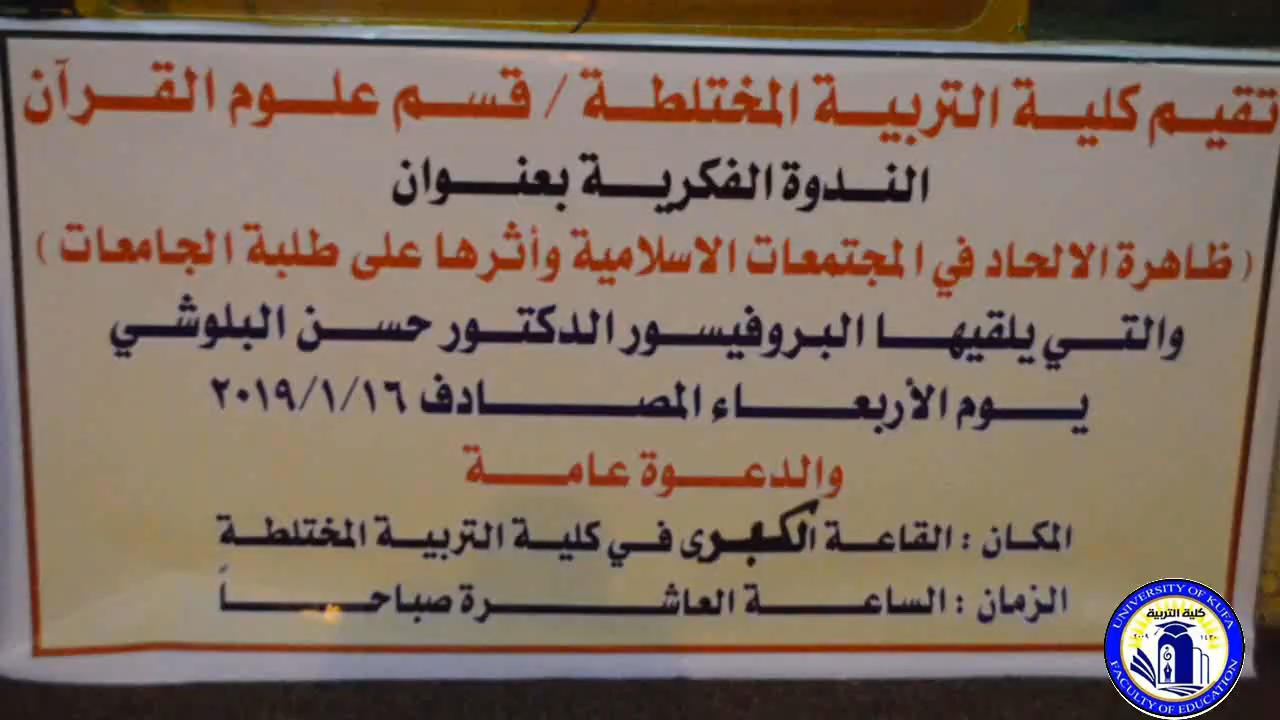 تقيم كلية التربية المختلطة / قسم علوم القرآن
الندوة الفكرية بعنوان
( ظاهرة الالحاد في المجتمعات الاسلامية وأثرها على طلبة الجامعات )
والتي يلقيها البروفيسور الدكتور حسن البلوشي
يوم الأربعاء المصادف ٢٠١٩/١/١٦
والدعوة عامة
المكان : القاعة الكبرى في كلية التربية المختلطة
الزمان : الساعة العاشرة صباحاً
UNIVERSITY OF KUFA
كلية التربية
FACULTY OF EDUCATION